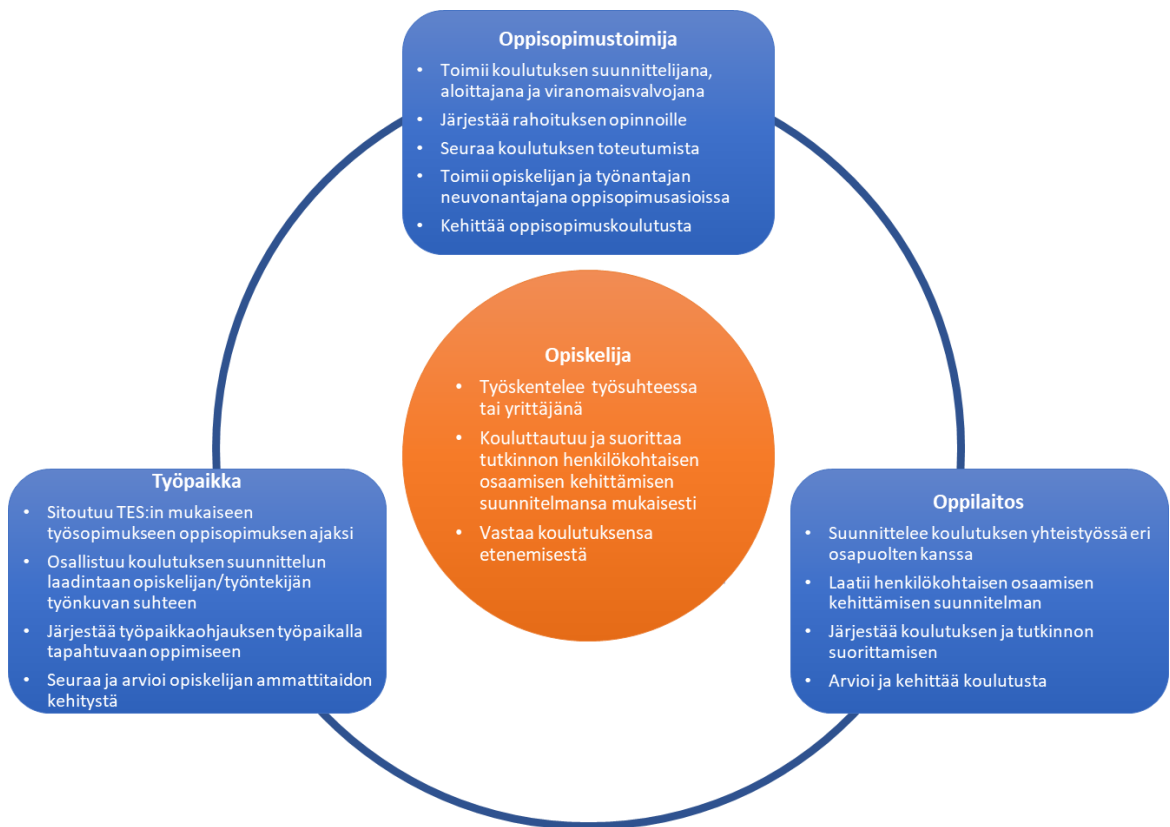 Oppisopimustoimija
• Toimii koulutuksen suunnittelijana,
aloittajana ja viranomaisvalvojana
• Järjestää rahoituksen opinnoille
• Seuraa koulutuksen toteutumista
• Toimii opiskelijan ja työnantajan
neuvonantajana oppisopimusasioissa
• Kehittää oppisopimuskoulutusta
Opiskelija
• Työskentelee työsuhteessa
tai yrittäjänä
• Kouluttautuu ja suorittaa
tutkinnon henkilökohtaisen
osaamisen kehittämisen
suunnitelmansa mukaisesti
• Vastaa koulutuksensa
etenemisestä
Työpaikka
• Sitoutuu TES:in mukaiseen
työsopimukseen oppisopimuksen ajaksi
• Osallistuu koulutuksen suunnittelun
laadintaan opiskelijan/työntekijän
työnkuvan suhteen
• Järjestää työpaikkaohjauksen työpaikalla
tapahtuvaan oppimiseen
• Seuraa ja arvioi opiskelijan ammattitaidon
kehitystä
Oppilaitos
• Suunnittelee koulutuksen yhteistyössä eri
osapuolten kanssa
• Laatii henkilökohtaisen osaamisen
kehittämisen suunnitelman
• Järjestää koulutuksen ja tutkinnon
suorittamisen
• Arvioi ja kehittää koulutusta